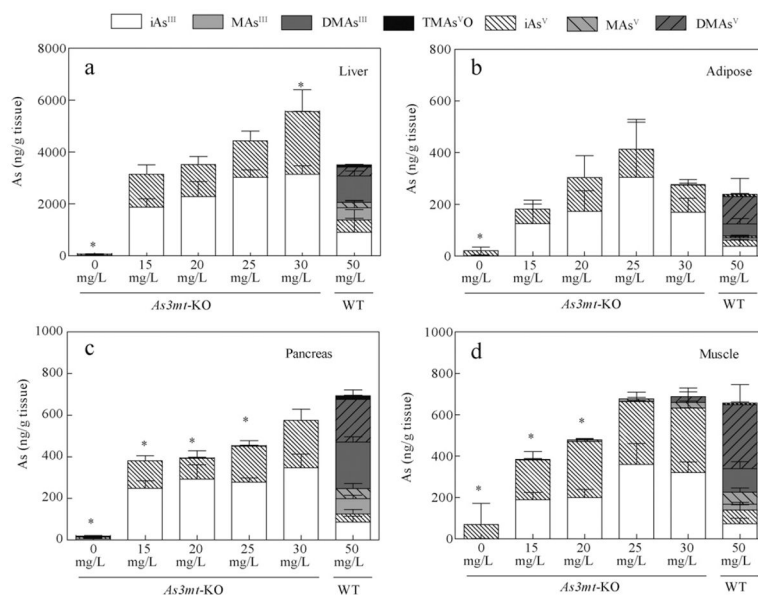 iAsᴵᴵᴵ MAsᴵᴵᴵ DMAsᴵᴵᴵ TMAsⱽO iAsⱽ MAsⱽ DMAsⱽ
a Liver
As (ng/g tissue)
8000
6000
4000
2000
0
* *
0 15 20 25 30 50
mg/L mg/L mg/L mg/L mg/L mg/L
As3mt-KO WT
b Adipose
As (ng/g tissue)
800
600
400
200
0
*
0 15 20 25 30 50
mg/L mg/L mg/L mg/L mg/L mg/L
As3mt-KO WT
c Pancreas
As (ng/g tissue)
1000
800
600
400
200
0
* * * *
0 15 20 25 30 50
mg/L mg/L mg/L mg/L mg/L mg/L
As3mt-KO WT
d Muscle
As (ng/g tissue)
1000
800
600
400
200
0
* * *
0 15 20 25 30 50
mg/L mg/L mg/L mg/L mg/L mg/L
As3mt-KO WT